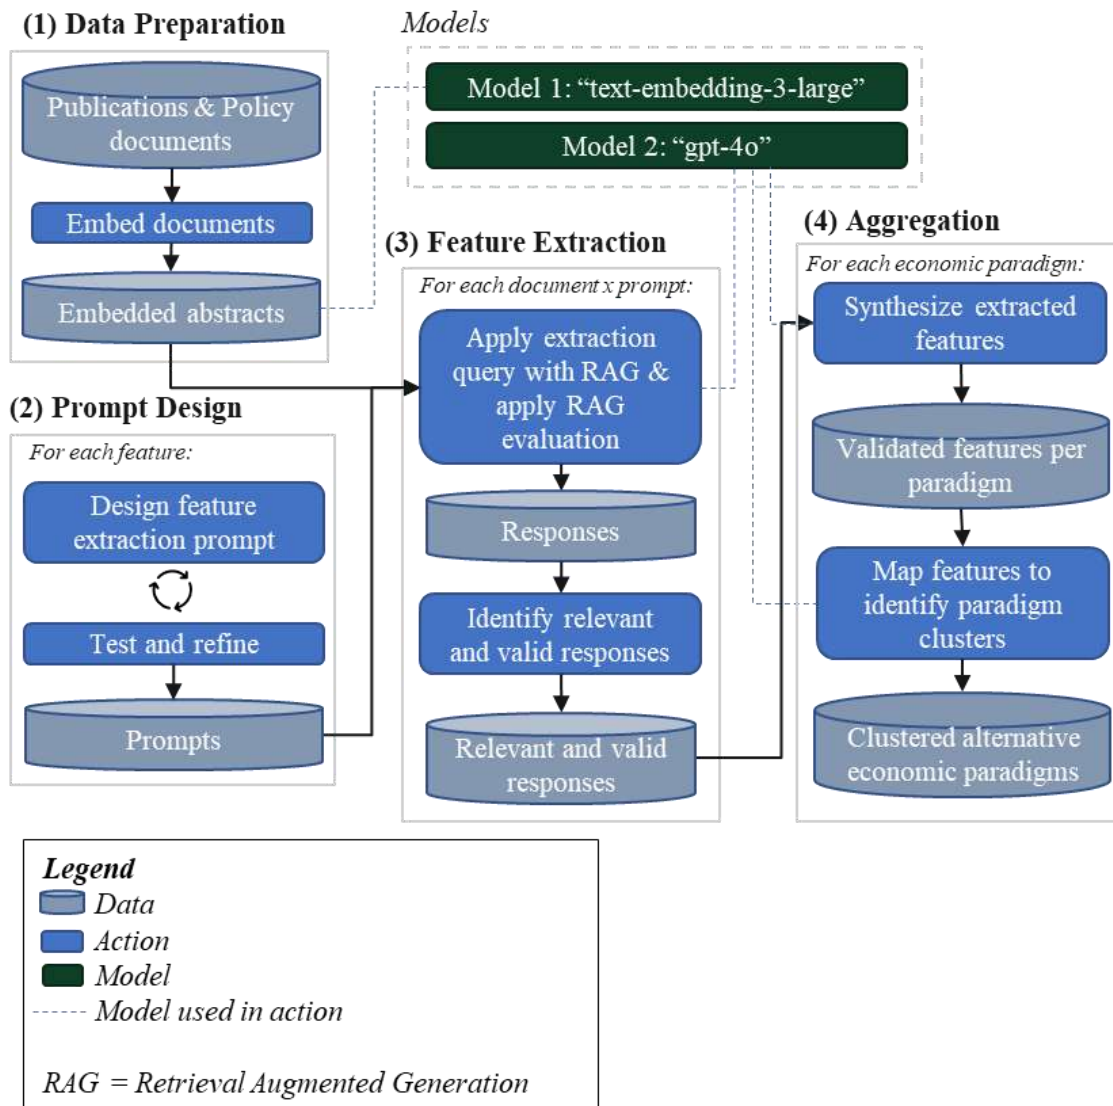 (1) Data Preparation
Publications & Policy
documents
Embed documents
Embedded abstracts
Models
Model 1: “text-embedding-3-large”
Model 2: “gpt-4o”
(2) Prompt Design
For each feature:
Design feature
extraction prompt
Test and refine
Prompts
(3) Feature Extraction
For each document x prompt:
Apply extraction
query with RAG &
apply RAG
evaluation
Responses
Identify relevant
and valid responses
Relevant and valid
responses
(4) Aggregation
For each economic paradigm:
Synthesize extracted
features
Validated features per
paradigm
Map features to
identify paradigm
clusters
Clustered alternative
economic paradigms
Legend
Data
Action
Model
Model used in action
RAG = Retrieval Augmented Generation